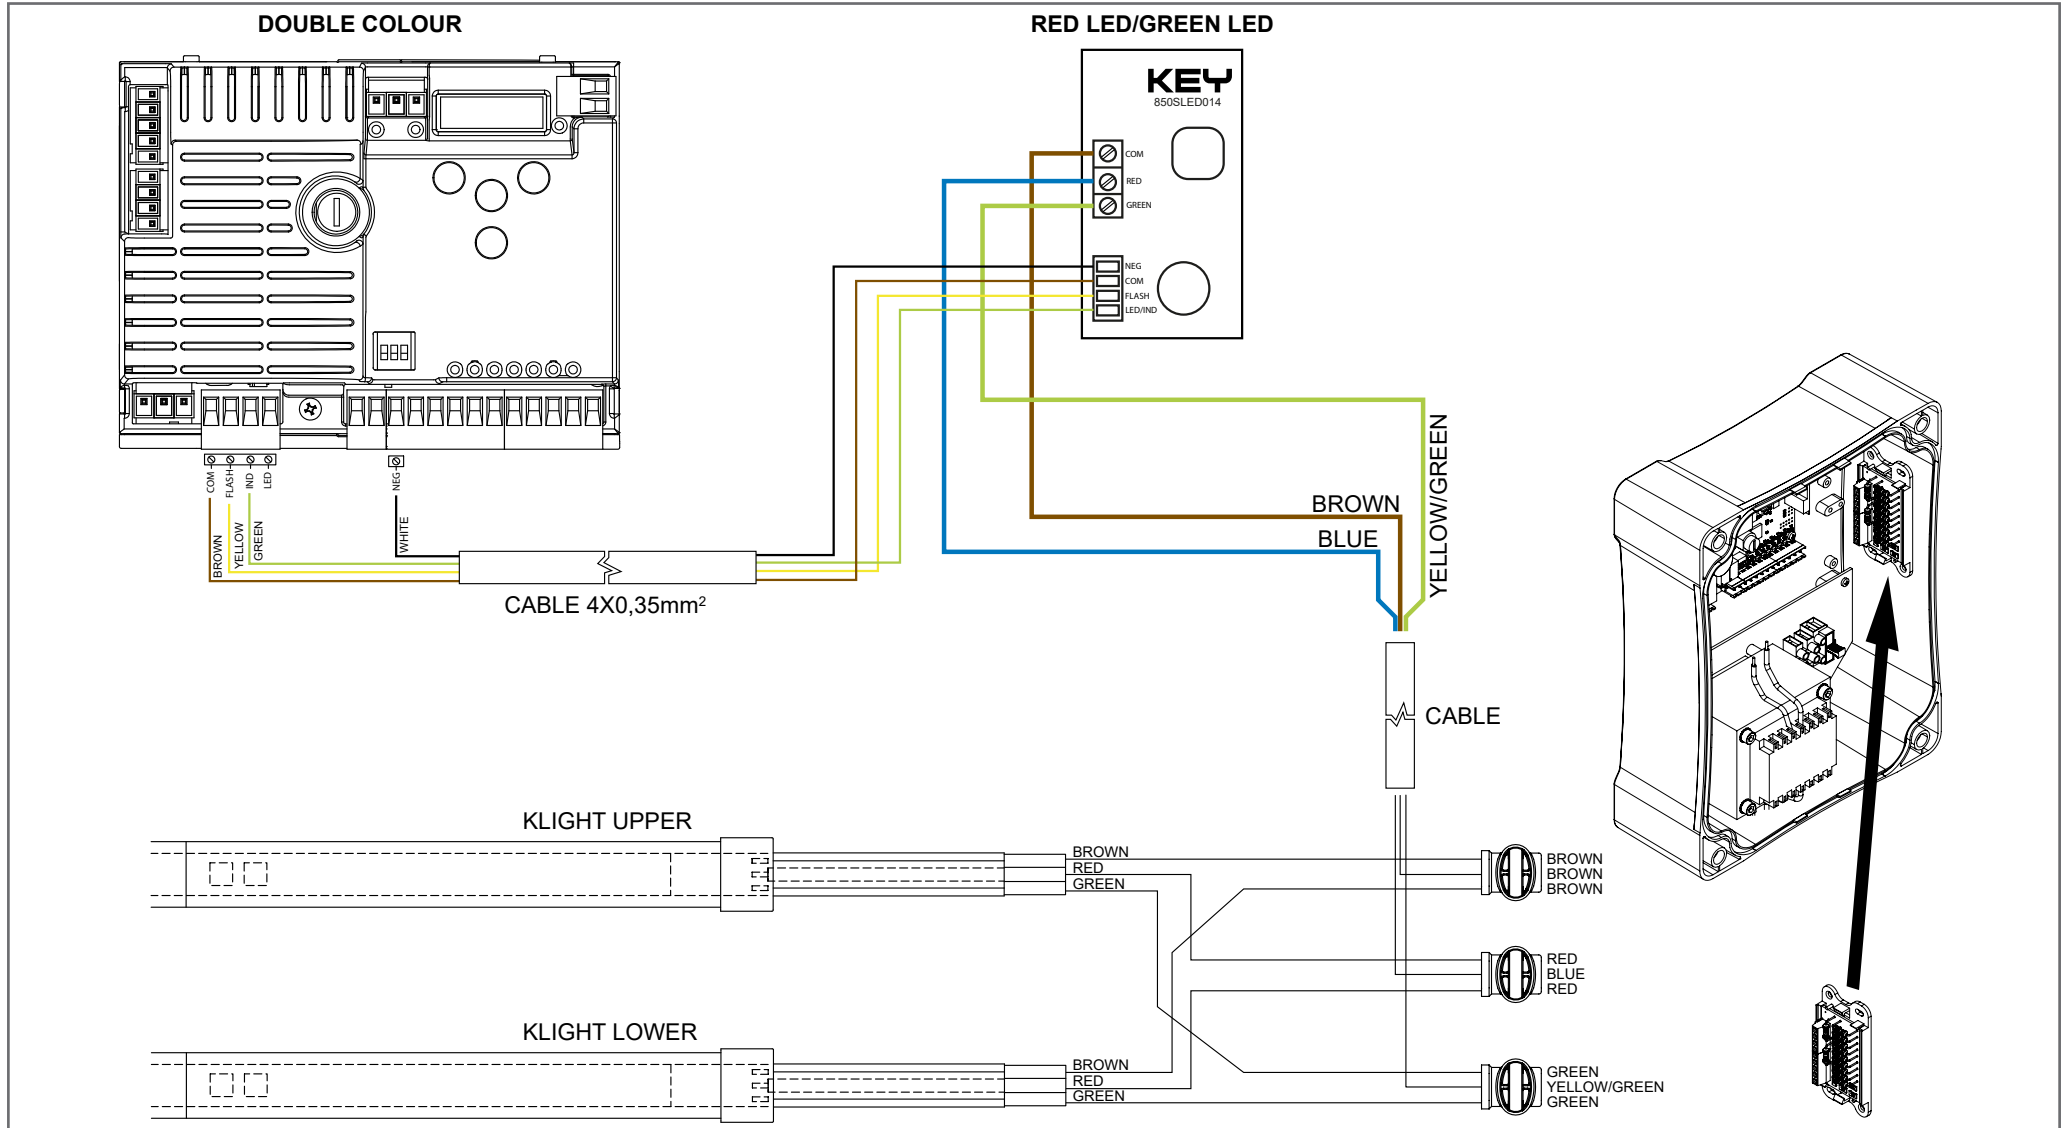 DOUBLE COLOUR
RED LED/GREEN LED
KEY
850SLED014
COM
RED
GREEN
NEG
COM
FLASH
LED/IND
COM
FLASH
IND
LED
NEG
BROWN
YELLOW
GREEN
WHITE
CABLE 4X0,35mm²
BROWN
BLUE
YELLOW/GREEN
CABLE
KLIGHT UPPER
BROWN
RED
GREEN
BROWN
BROWN
BROWN
RED
BLUE
RED
KLIGHT LOWER
BROWN
RED
GREEN
GREEN
YELLOW/GREEN
GREEN